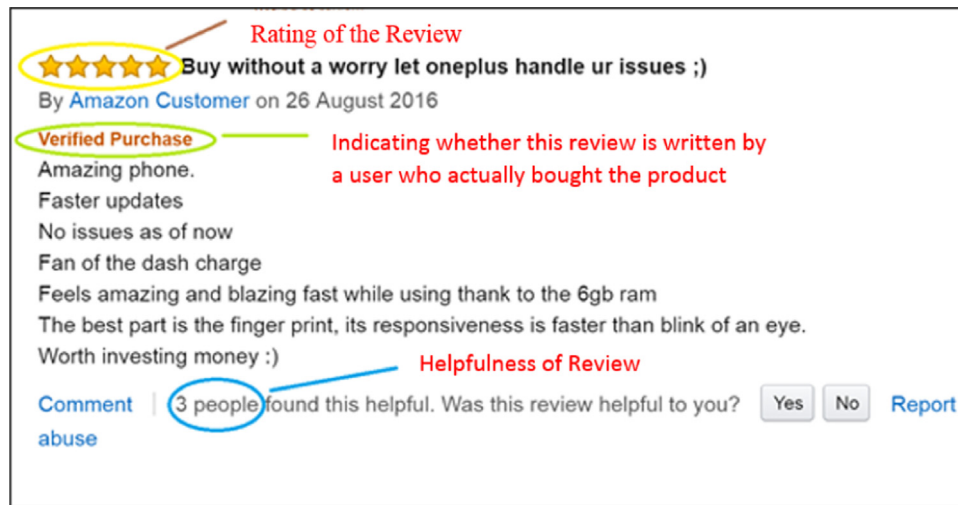 Rating of the Review
Buy without a worry let oneplus handle ur issues ;)
By Amazon Customer on 26 August 2016
Verified Purchase
Indicating whether this review is written by
a user who actually bought the product
Amazing phone.
Faster updates
No issues as of now
Fan of the dash charge
Feels amazing and blazing fast while using thank to the 6gb ram
The best part is the finger print, its responsiveness is faster than blink of an eye.
Worth investing money :)
Helpfulness of Review
Comment | 3 people found this helpful. Was this review helpful to you? Yes No Report
abuse